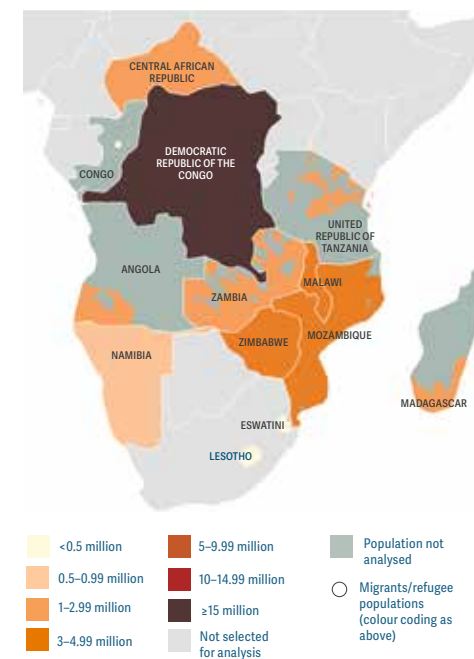 CENTRAL AFRICAN
REPUBLIC
DEMOCRATIC
REPUBLIC OF THE
CONGO
CONGO
UNITED
REPUBLIC OF
TANZANIA
ANGOLA
MALAWI
ZAMBIA
MOZAMBIQUE
ZIMBABWE
NAMIBIA
MADAGASCAR
ESWATINI
LESOTHO
<0.5 million
0.5–0.99 million
1–2.99 million
3–4.99 million
5–9.99 million
10–14.99 million
≥15 million
Not selected
for analysis
Population not
analysed
Migrants/refugee
populations
(colour coding as
above)